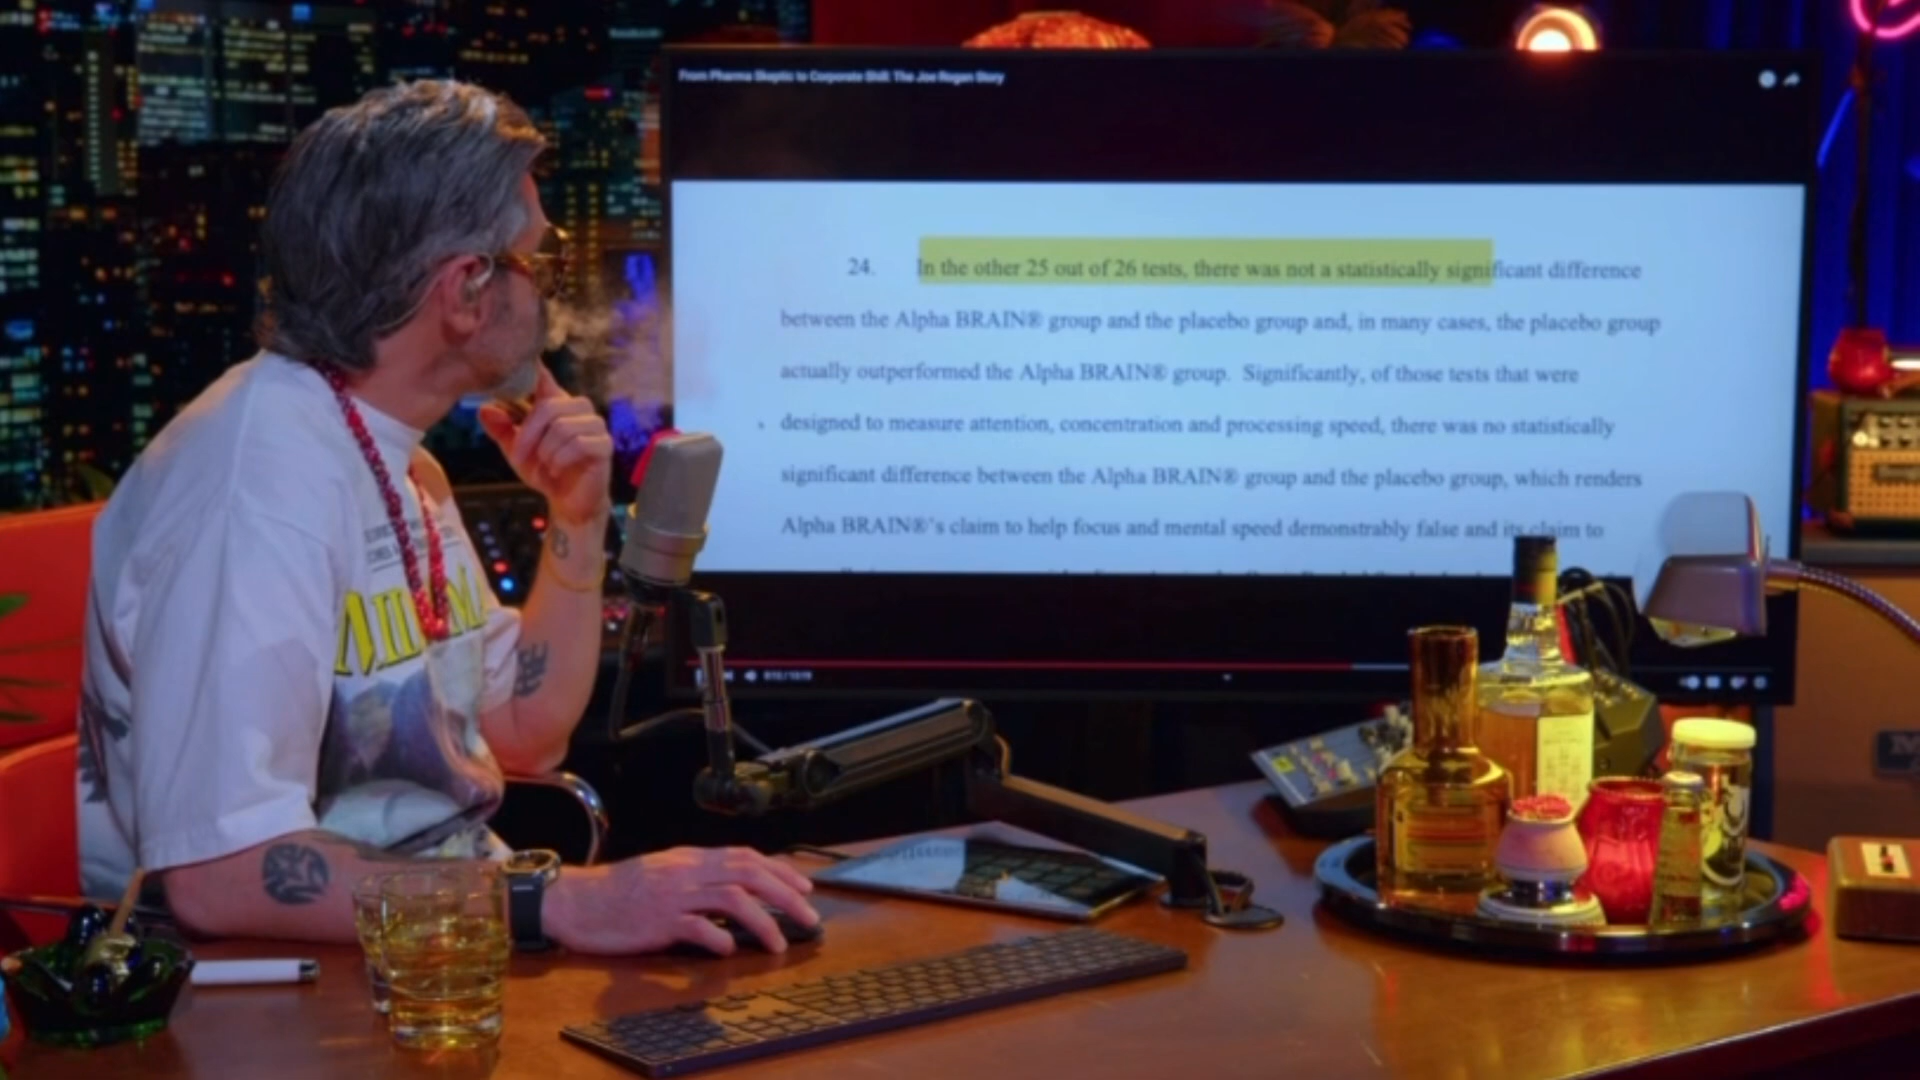 From Pharma Skeptic to Corporate Shill: The Joe Rogan Story
24. In the other 25 out of 26 tests, there was not a statistically significant difference
between the Alpha BRAIN® group and the placebo group and, in many cases, the placebo group
actually outperformed the Alpha BRAIN® group. Significantly, of those tests that were
designed to measure attention, concentration and processing speed, there was no statistically
significant difference between the Alpha BRAIN® group and the placebo group, which renders
Alpha BRAIN®'s claim to help focus and mental speed demonstrably false and its claim to